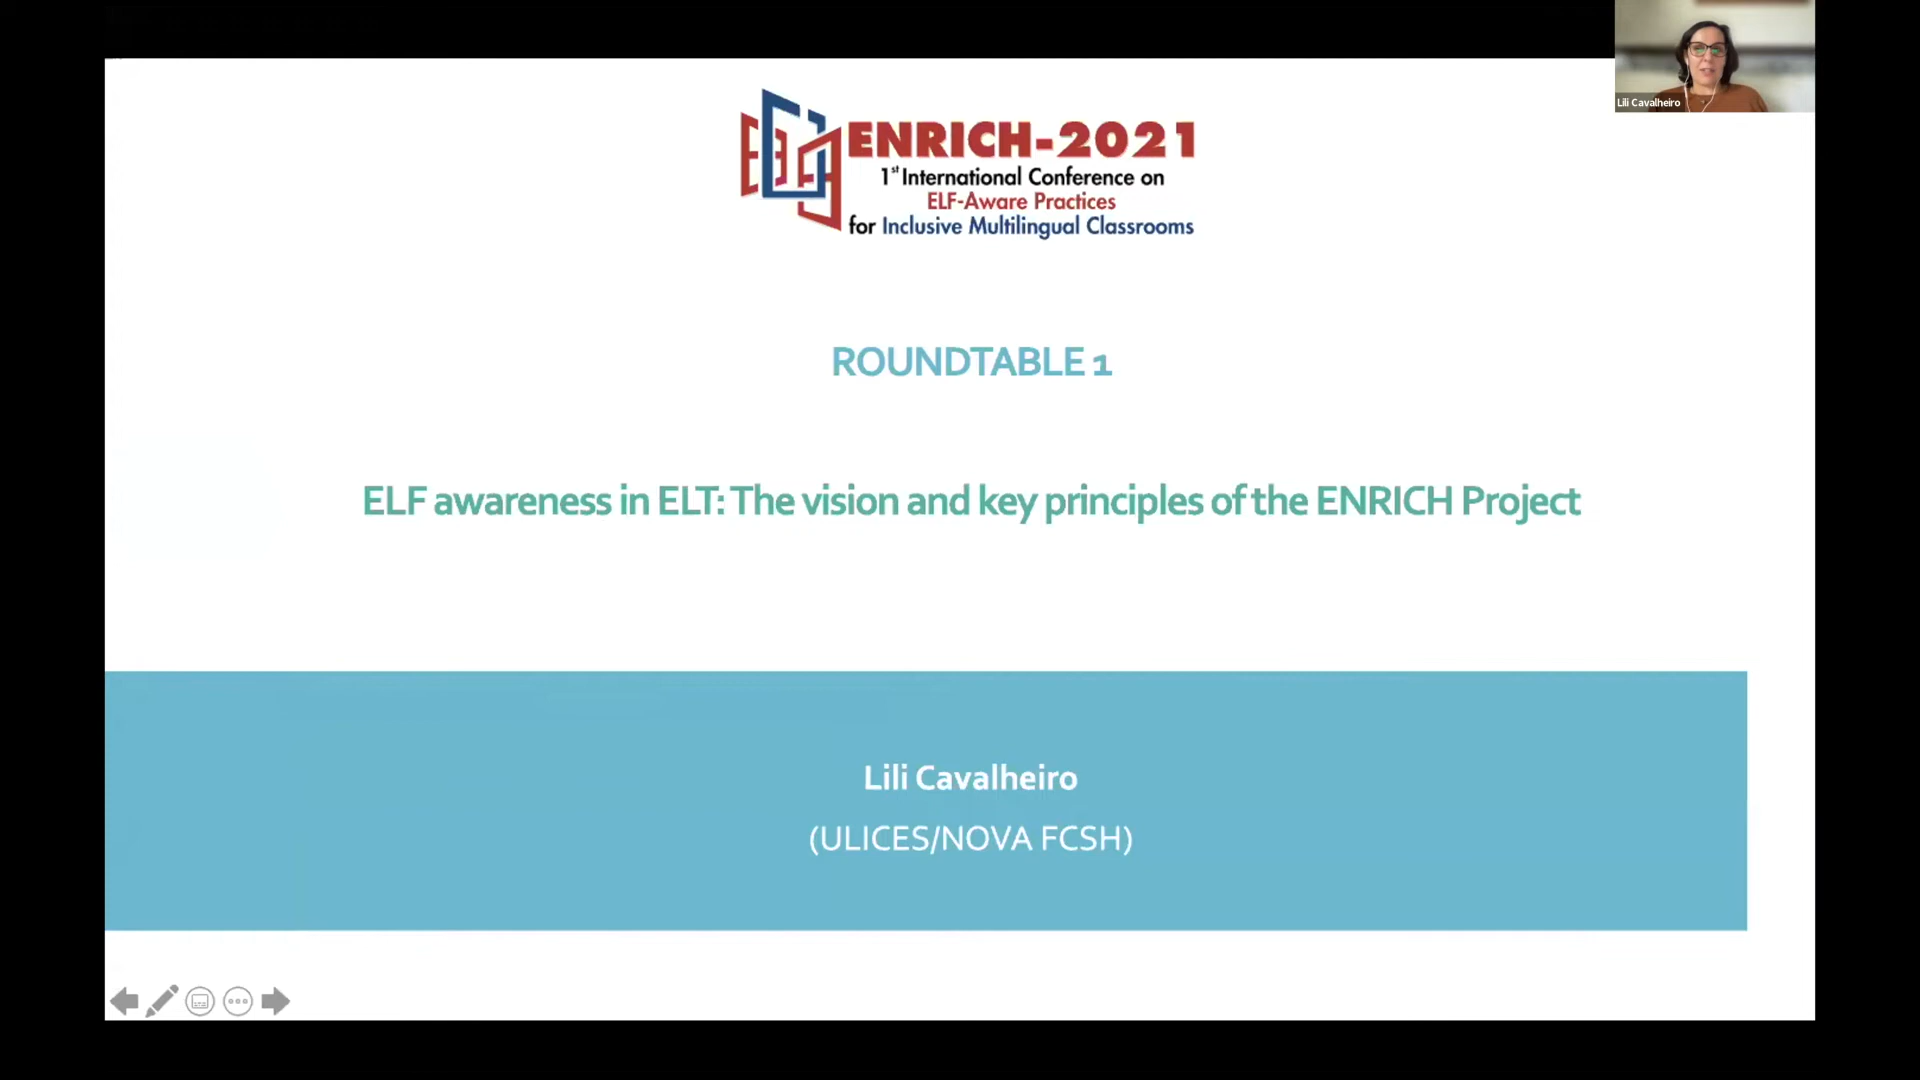 Lili Cavalheiro
ENRICH-2021
1st International Conference on
ELF-Aware Practices
for Inclusive Multilingual Classrooms
ROUNDTABLE 1
ELF awareness in ELT: The vision and key principles of the ENRICH Project
Lili Cavalheiro
(ULICES/NOVA FCSH)